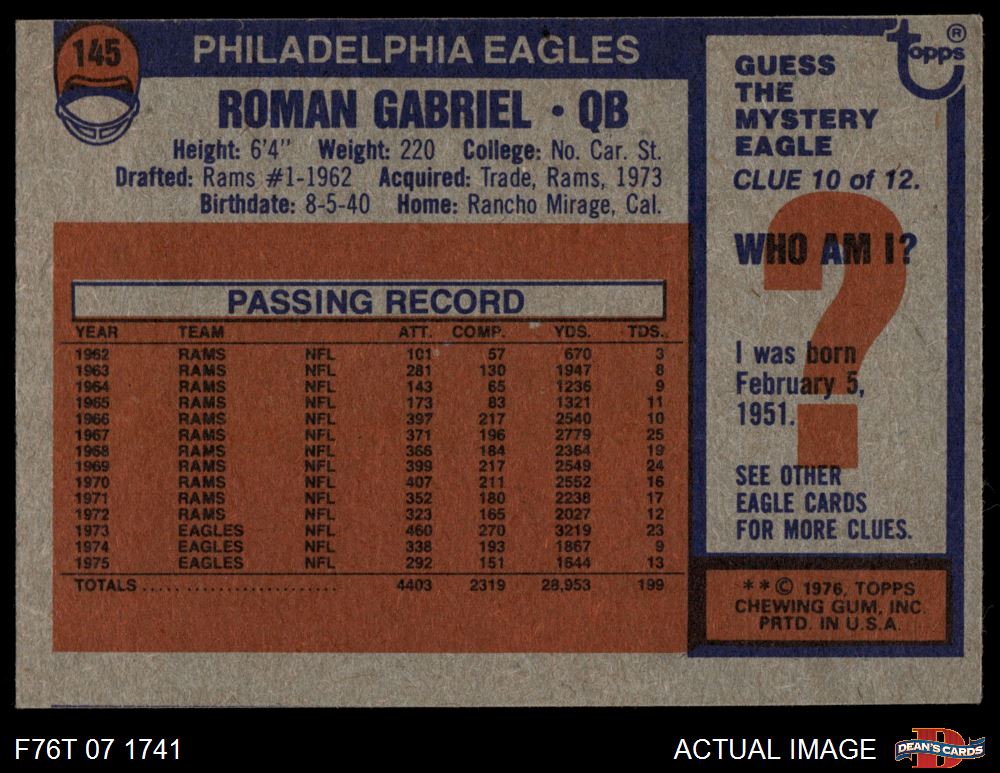 145
PHILADELPHIA EAGLES
ROMAN GABRIEL • QB
Height: 6'4" Weight: 220 College: No. Car. St.
Drafted: Rams #1-1962 Acquired: Trade, Rams, 1973
Birthdate: 8-5-40 Home: Rancho Mirage, Cal.
PASSING RECORD
YEAR TEAM ATT. COMP. YDS. TDS.
1962 RAMS NFL 101 57 670 3
1963 RAMS NFL 281 130 1947 8
1964 RAMS NFL 143 65 1236 9
1965 RAMS NFL 173 83 1321 11
1966 RAMS NFL 397 217 2540 10
1967 RAMS NFL 371 196 2779 25
1968 RAMS NFL 366 184 2364 19
1969 RAMS NFL 399 217 2549 24
1970 RAMS NFL 407 211 2552 16
1971 RAMS NFL 352 180 2238 17
1972 RAMS NFL 323 165 2027 12
1973 EAGLES NFL 460 270 3219 23
1974 EAGLES NFL 338 193 1867 9
1975 EAGLES NFL 292 151 1644 13
TOTALS..... .................... 4403 2319 28,953 199
topps ®
GUESS
THE
MYSTERY
EAGLE
CLUE 10 of 12.
?
WHO AM I?
I was born
February 5,
1951.
SEE OTHER
EAGLE CARDS
FOR MORE CLUES.
**© 1976, TOPPS
CHEWING GUM, INC.
PRTD. IN U.S.A.
F76T 07 1741
ACTUAL IMAGE
D
DEAN'S CARDS